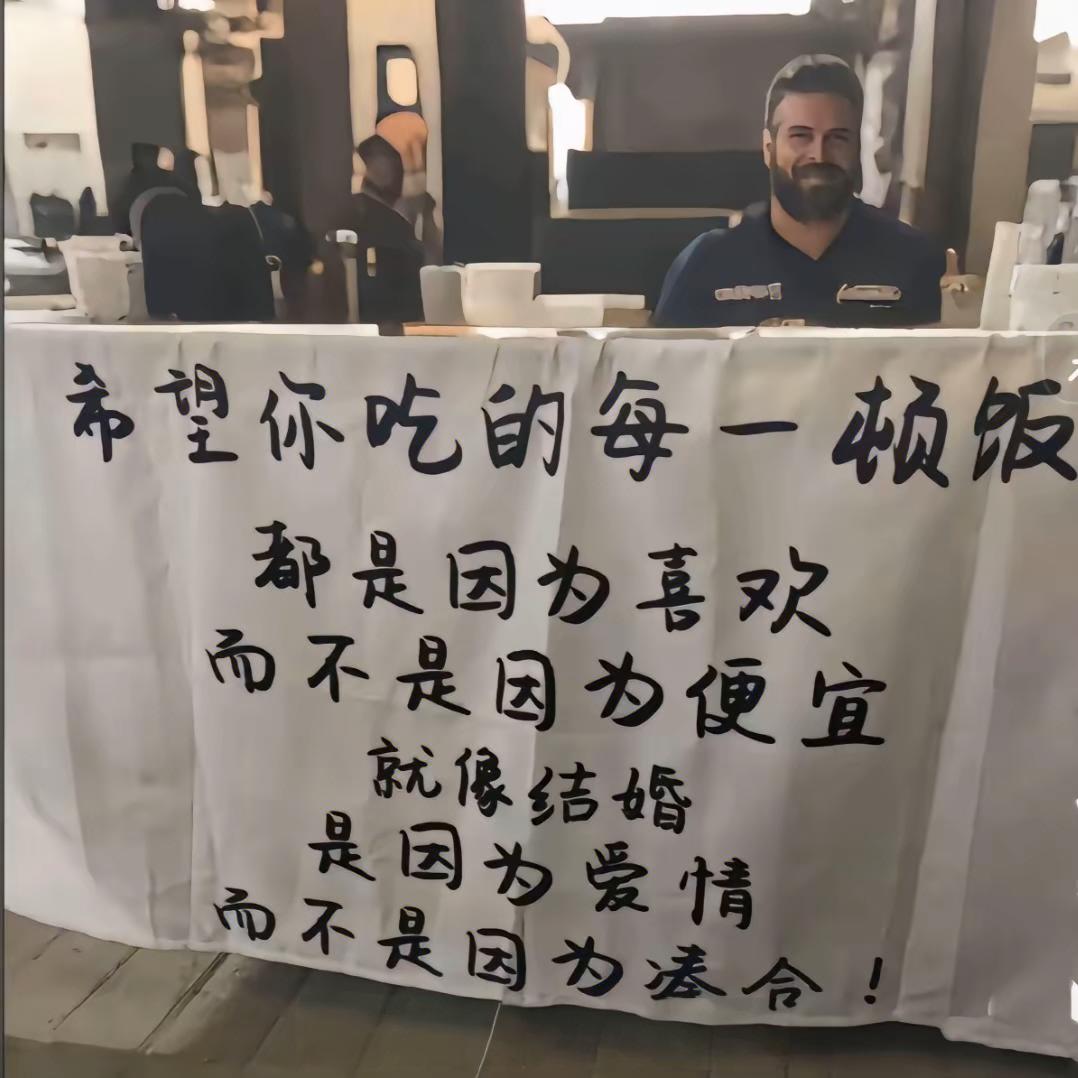 希望你吃的每一顿饭
都是因为喜欢
而不是因为便宜
就像结婚
是因为爱情
而不是因为凑合！